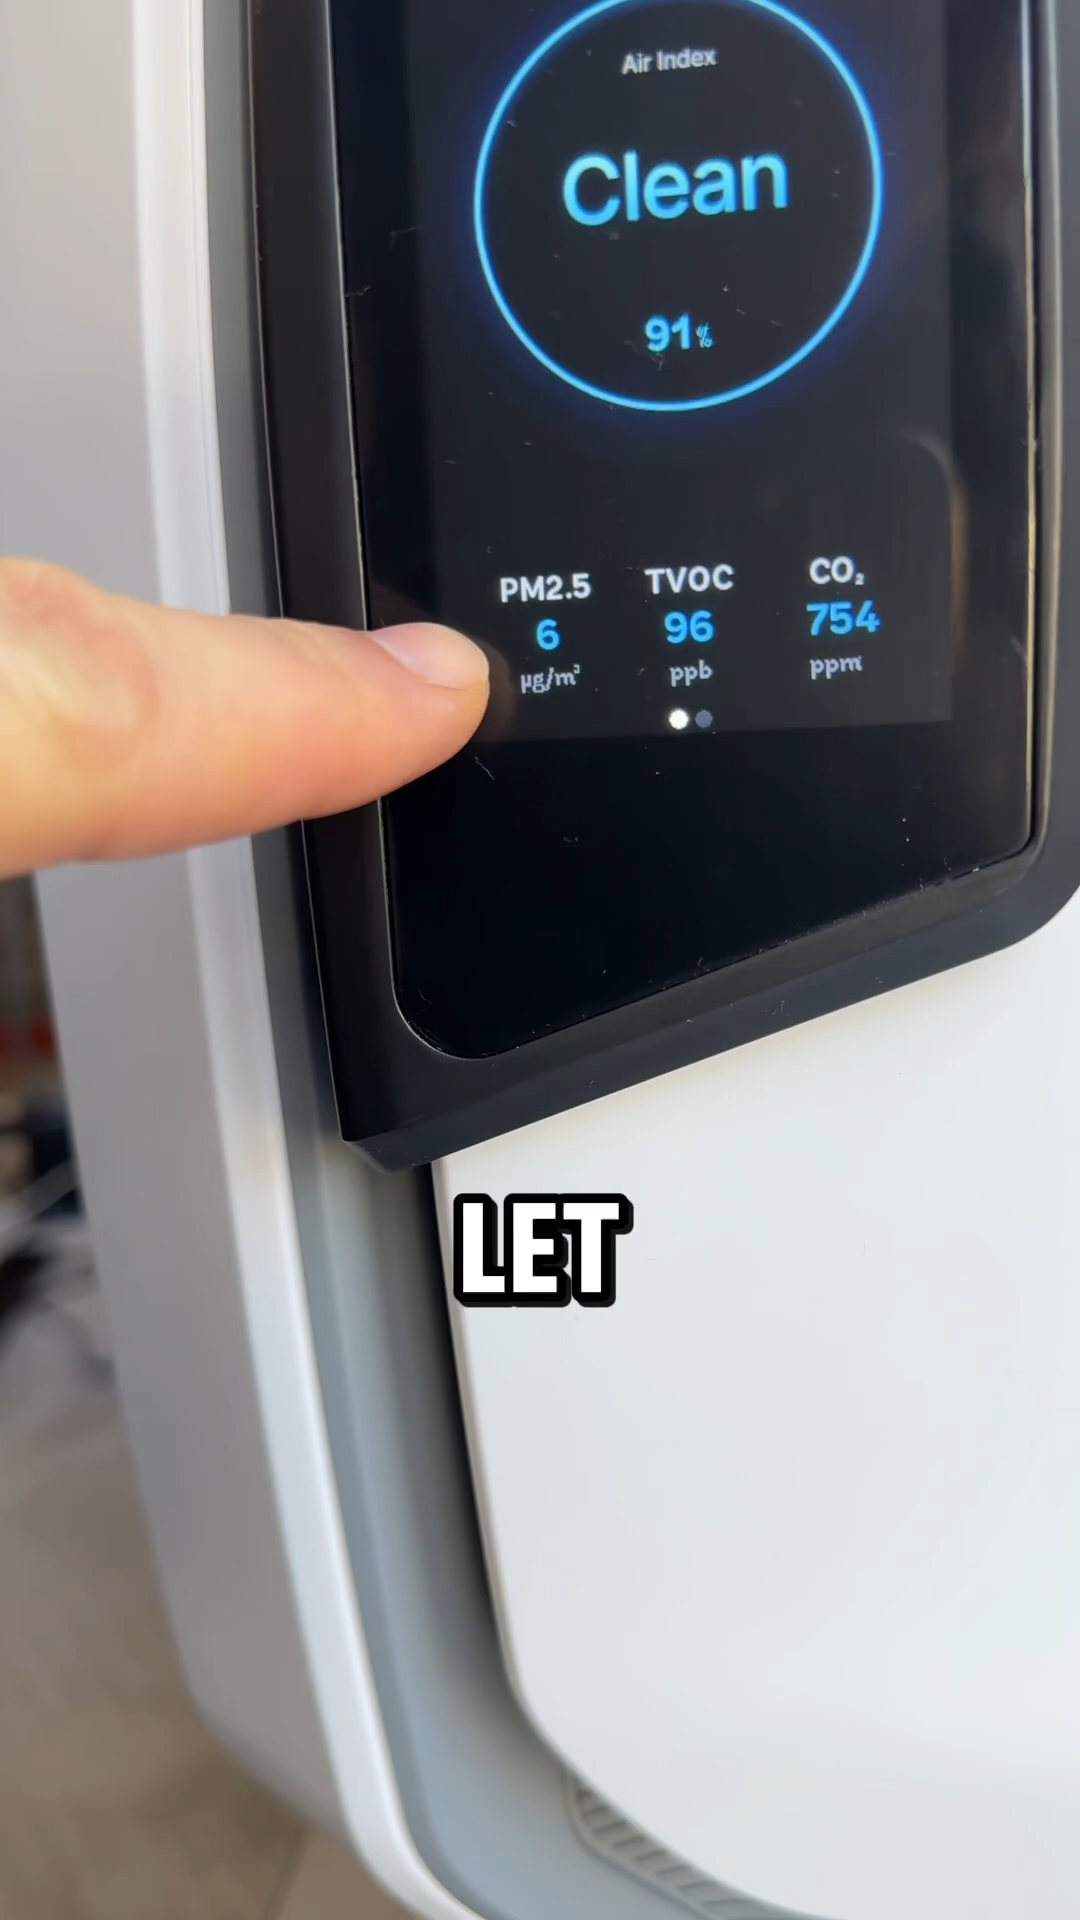 Air Index
Clean
91%
PM2.5 TVOC CO₂
6 96 754
µg/m³ ppb ppm
LET